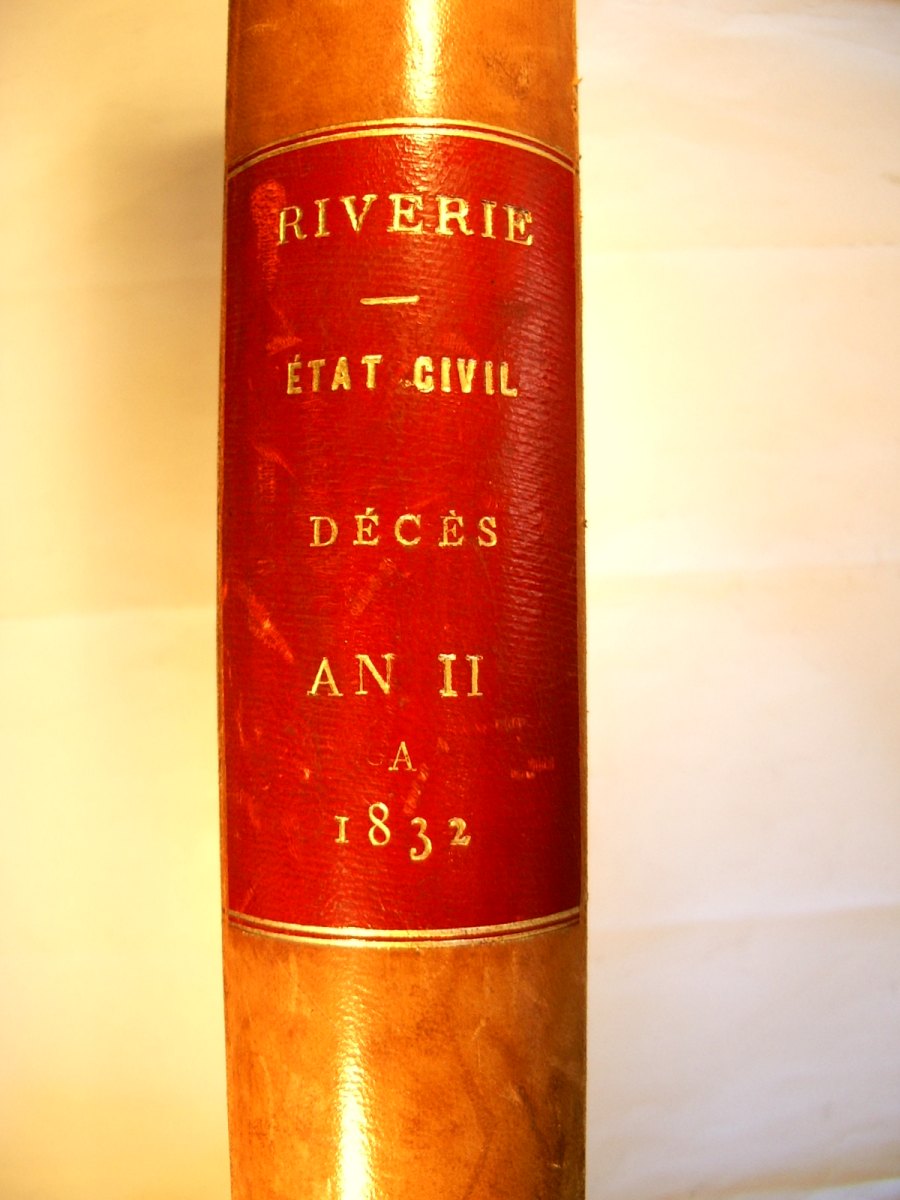 RIVERIE
ÉTAT CIVIL
DÉCÈS
AN II
A
1832